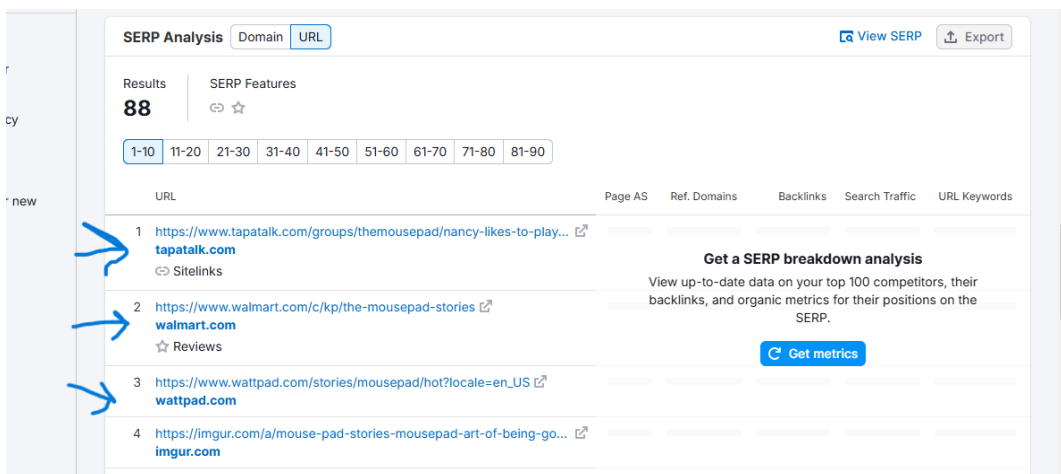 SERP Analysis Domain URL View SERP Export
Results SERP Features
88
1-10 11-20 21-30 31-40 41-50 51-60 61-70 71-80 81-90
cy
r new
URL Page AS Ref. Domains Backlinks Search Traffic URL Keywords
1 https://www.tapatalk.com/groups/themousepad/nancy-likes-to-play...
tapatalk.com
Sitelinks
2 https://www.walmart.com/c/kp/the-mousepad-stories
walmart.com
Reviews
3 https://www.wattpad.com/stories/mousepad/hot?locale=en_US
wattpad.com
4 https://imgur.com/a/mouse-pad-stories-mousepad-art-of-being-go...
imgur.com
Get a SERP breakdown analysis
View up-to-date data on your top 100 competitors, their
backlinks, and organic metrics for their positions on the
SERP.
Get metrics